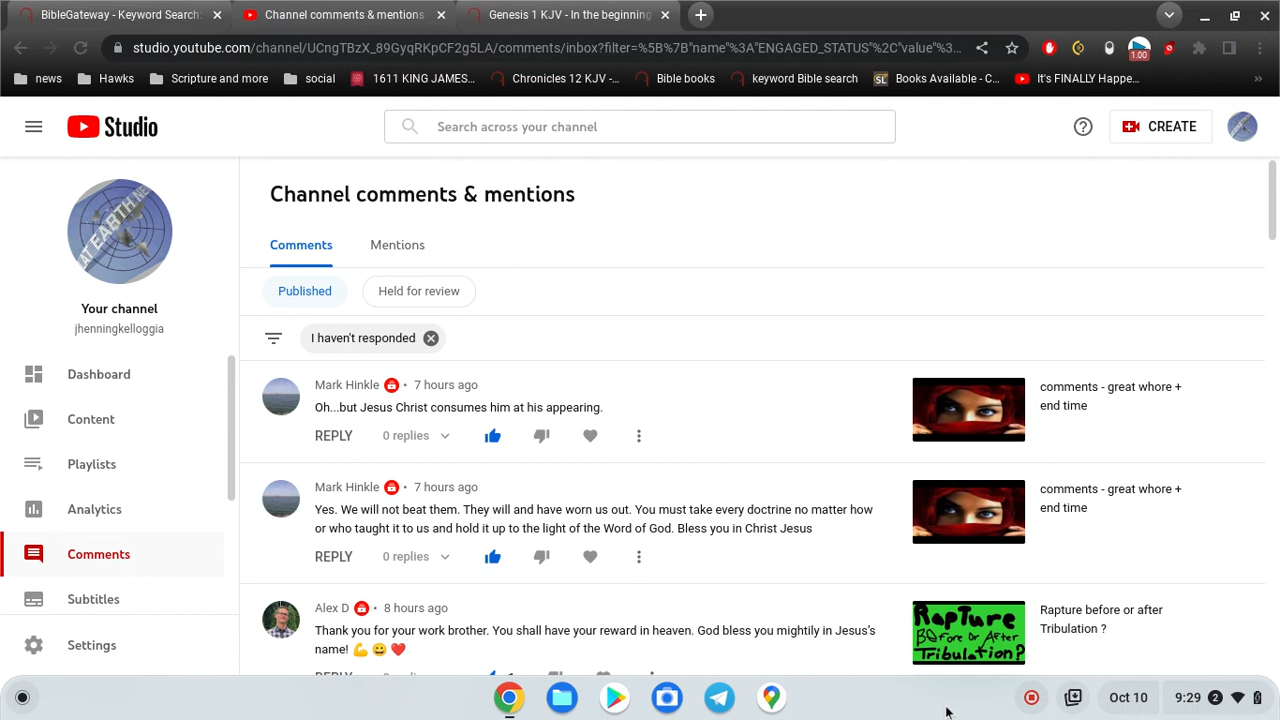 BibleGateway - Keyword Search:
Channel comments & mentions
Genesis 1 KJV - In the beginning
studio.youtube.com/channel/UCngTBzX_89GyqRKpCF2g5LA/comments/inbox?filter=%5B%7B"name"%3A"ENGAGED_STATUS"%2C"value"%3...
1.00
news
Hawks
Scripture and more
social
1611 KING JAMES...
Chronicles 12 KJV -...
Bible books
keyword Bible search
SL
Books Available - C...
It's FINALLY Happe...
»
Studio
Search across your channel
CREATE
AT EARTH.NE
Your channel
jhenningkelloggia
Dashboard
Content
Playlists
Analytics
Comments
Subtitles
Settings
Channel comments & mentions
Comments
Mentions
Published
Held for review
I haven't responded
Mark Hinkle • 7 hours ago
Oh...but Jesus Christ consumes him at his appearing.
REPLY 0 replies
comments - great whore +
end time
Mark Hinkle • 7 hours ago
Yes. We will not beat them. They will and have worn us out. You must take every doctrine no matter how
or who taught it to us and hold it up to the light of the Word of God. Bless you in Christ Jesus
REPLY 0 replies
comments - great whore +
end time
Alex D • 8 hours ago
Thank you for your work brother. You shall have your reward in heaven. God bless you mightily in Jesus's
name! 💪 😀 ❤️
RapTure
BEfore or After
Tribulation?
Rapture before or after
Tribulation ?
Oct 10
9:29
2